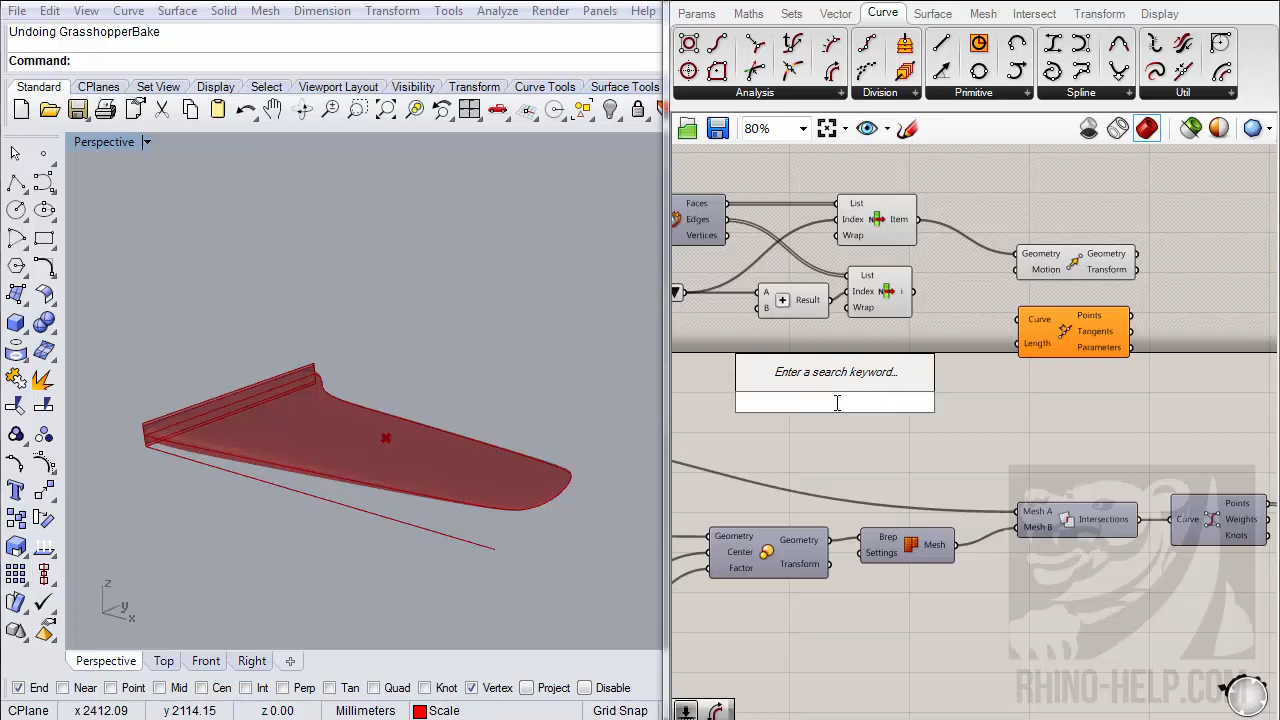 File Edit View Curve Surface Solid Mesh Dimension Transform Tools Analyze Render Panels Help
Undoing GrasshopperBake
Command:
Standard CPlanes Set View Display Select Viewport Layout Visibility Transform Curve Tools Surface Tools
Perspective
z
y
x
Perspective Top Front Right
End Near Point Mid Cen Int Perp Tan Quad Knot Vertex Project Disable
CPlane x 2412.09 y 2114.15 z 0.00 Millimeters Scale Grid Snap
Params Maths Sets Vector Curve Surface Mesh Intersect Transform Display
Analysis Division Primitive Spline Util
80%
Faces
Edges
Vertices
List
Index
Wrap
Item
A
B
Result
List
Index
Wrap
i
Geometry
Motion
Geometry
Transform
Curve
Length
Points
Tangents
Parameters
Enter a search keyword...
Geometry
Center
Factor
Geometry
Transform
Brep
Settings
Mesh
Mesh A
Mesh B
Intersections
Curve
Points
Weights
Knots
RHINO-HELP.COM